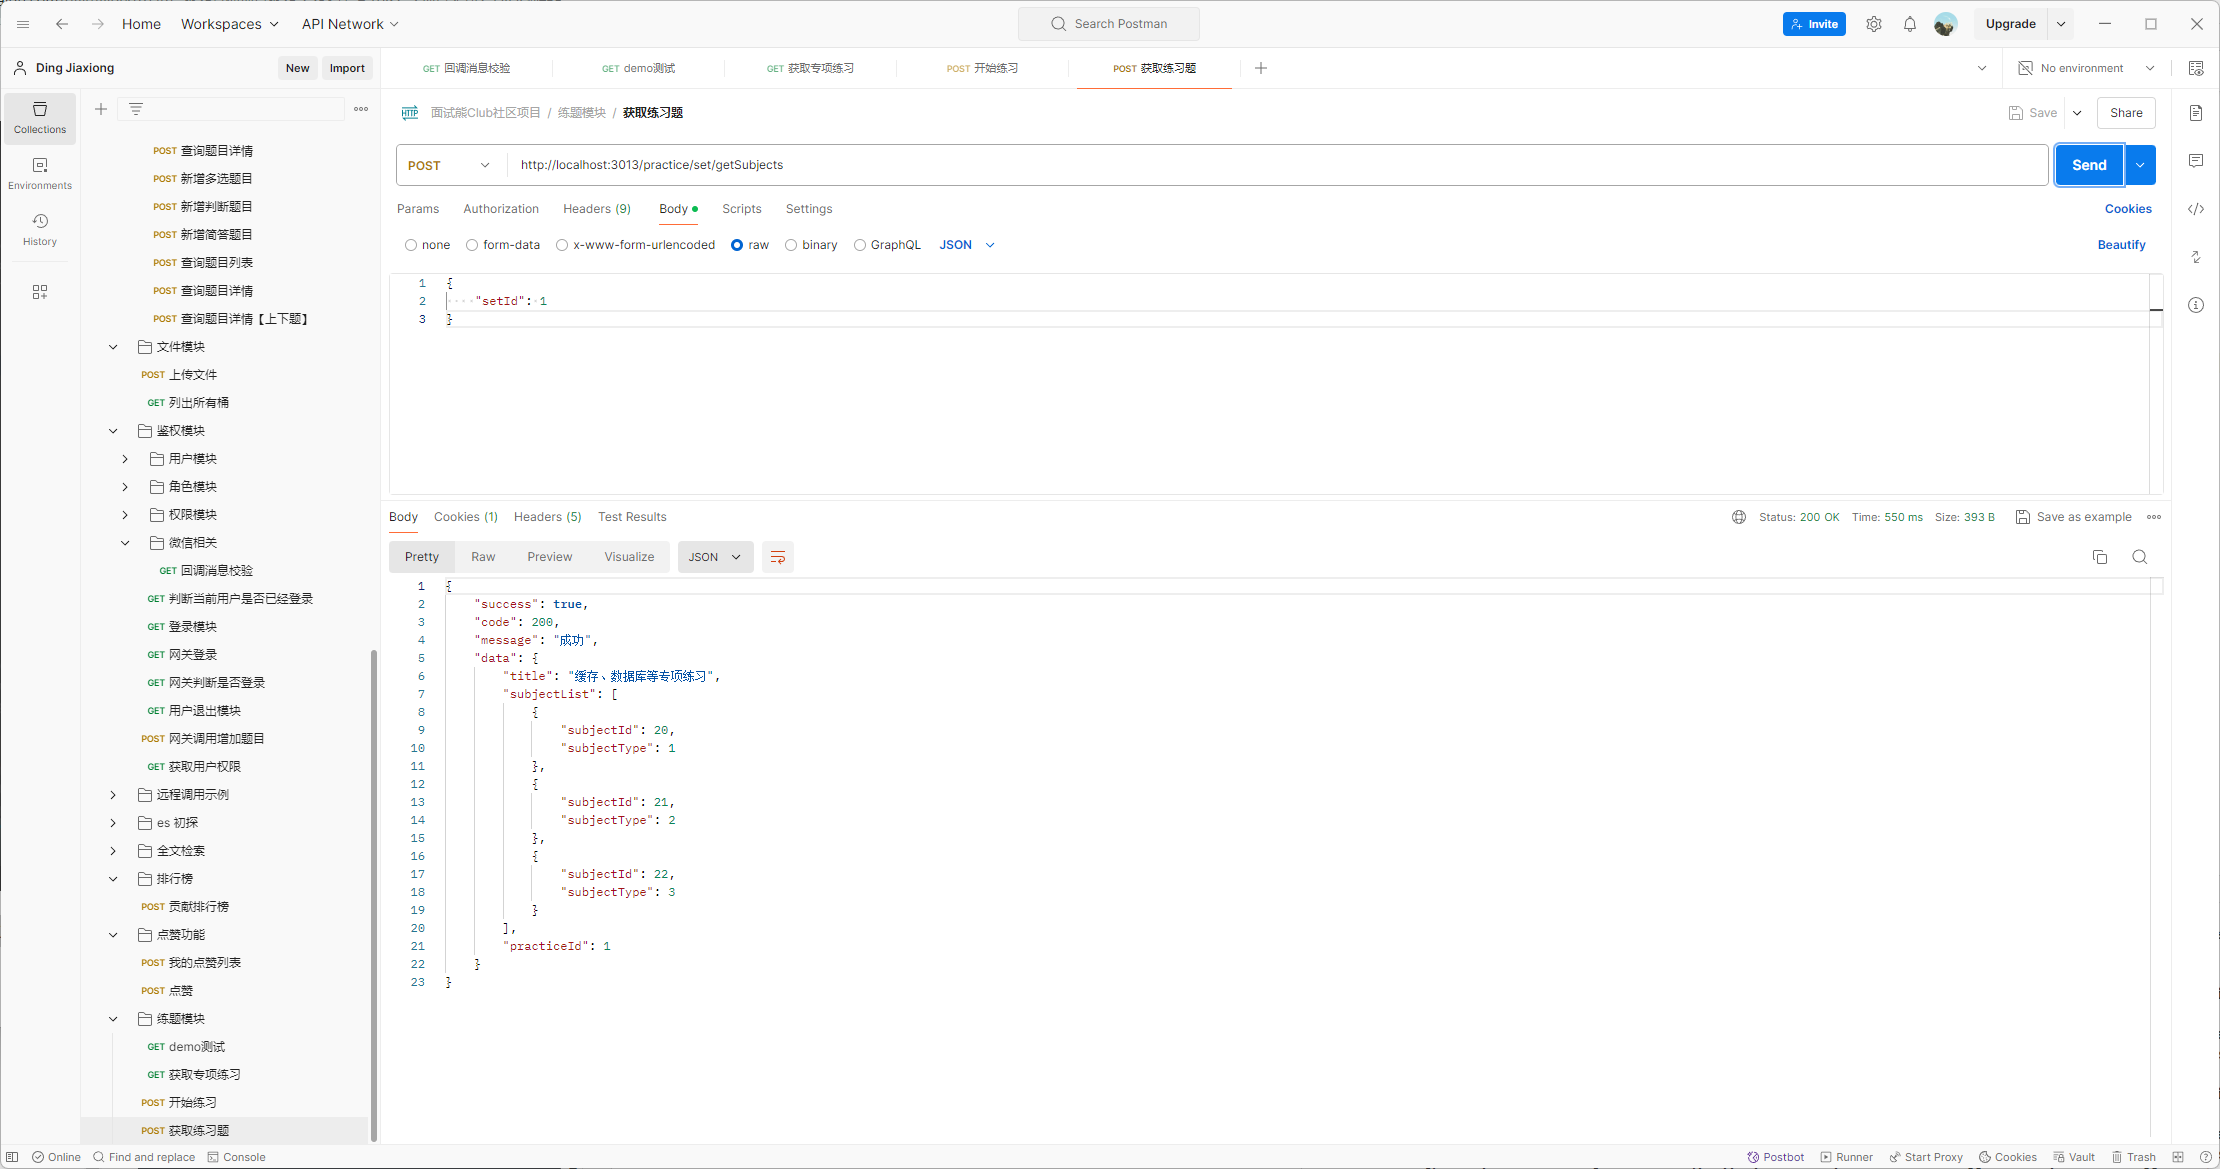 Home Workspaces API Network Search Postman Invite Upgrade
Ding Jiaxiong New Import GET 回调消息校验 GET demo测试 GET 获取专项练习 POST 开始练习 POST 获取练习题 No environment
Collections
Environments
History
POST 查询题目详情
POST 新增多选题目
POST 新增判断题目
POST 新增简答题目
POST 查询题目列表
POST 查询题目详情
POST 查询题目详情【上下题】
文件模块
POST 上传文件
GET 列出所有桶
鉴权模块
用户模块
角色模块
权限模块
微信相关
GET 回调消息校验
GET 判断当前用户是否已经登录
GET 登录模块
GET 网关登录
GET 网关判断是否登录
GET 用户退出模块
POST 网关调用增加题目
GET 获取用户权限
远程调用示例
es 初探
全文检索
排行榜
POST 贡献排行榜
点赞功能
POST 我的点赞列表
POST 点赞
练题模块
GET demo测试
GET 获取专项练习
POST 开始练习
POST 获取练习题
HTTP 面试熊Club社区项目 / 练题模块 / 获取练习题 Save Share
POST http://localhost:3013/practice/set/getSubjects Send
Params Authorization Headers (9) Body Scripts Settings Cookies
none form-data x-www-form-urlencoded raw binary GraphQL JSON Beautify
1 {
2 "setId": 1
3 }
Body Cookies (1) Headers (5) Test Results Status: 200 OK Time: 550 ms Size: 393 B Save as example
Pretty Raw Preview Visualize JSON
1 {
2 "success": true,
3 "code": 200,
4 "message": "成功",
5 "data": {
6 "title": "缓存、数据库等专项练习",
7 "subjectList": [
8 {
9 "subjectId": 20,
10 "subjectType": 1
11 },
12 {
13 "subjectId": 21,
14 "subjectType": 2
15 },
16 {
17 "subjectId": 22,
18 "subjectType": 3
19 }
20 ],
21 "practiceId": 1
22 }
23 }
Online Find and replace Console Postbot Runner Start Proxy Cookies Vault Trash